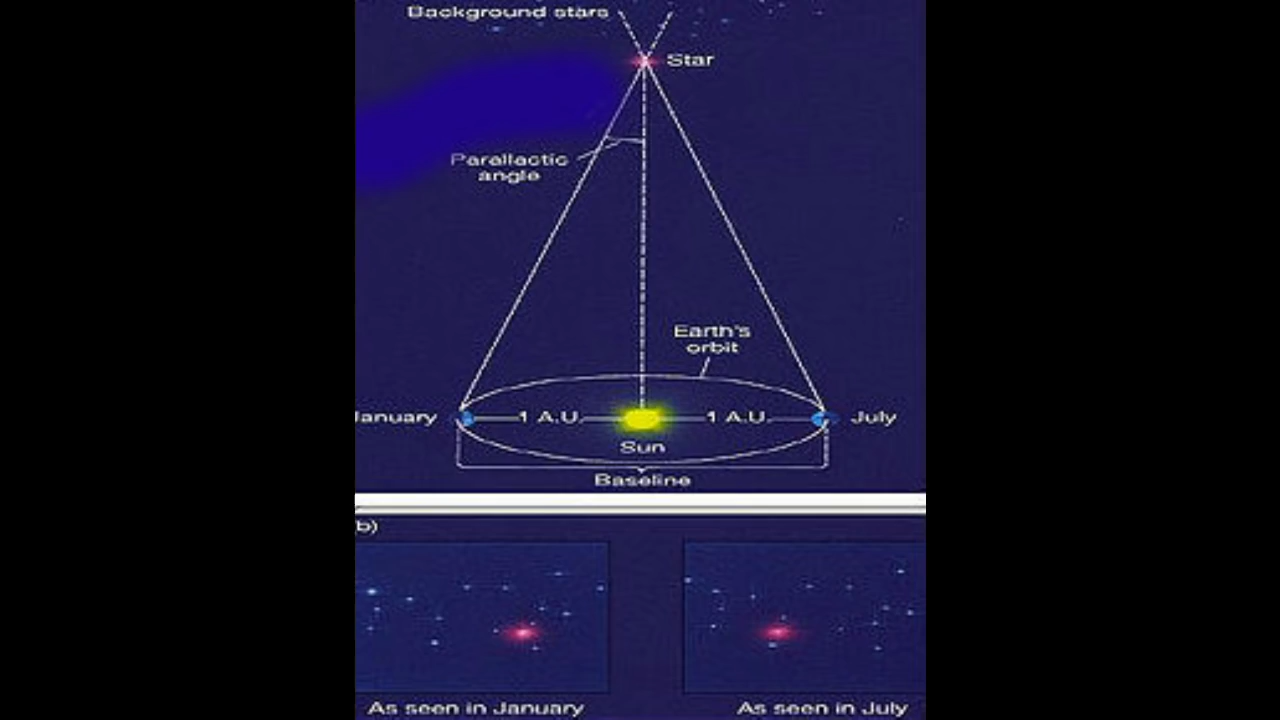 Background stars
Star
Parallactic
angle
Earth's
orbit
January
1 A.U.
1 A.U.
July
Sun
Baseline
b)
As seen in January
As seen in July